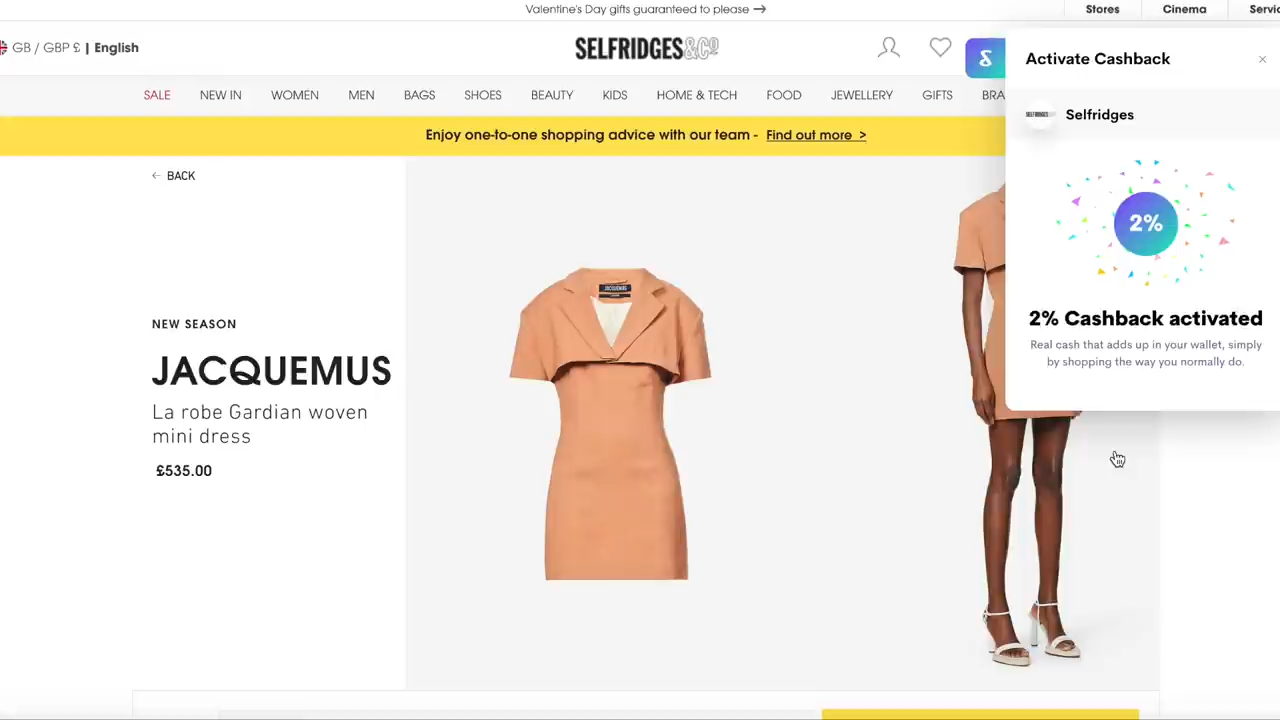 Valentine's Day gifts guaranteed to please →
Stores
Cinema
GB / GBP £ | English
SELFRIDGES&CO
Activate Cashback
SALE
NEW IN
WOMEN
MEN
BAGS
SHOES
BEAUTY
KIDS
HOME & TECH
FOOD
JEWELLERY
GIFTS
BRA
SELFRIDGES
Selfridges
Enjoy one-to-one shopping advice with our team - Find out more >
← BACK
2%
2% Cashback activated
Real cash that adds up in your wallet, simply
by shopping the way you normally do.
NEW SEASON
JACQUEMUS
La robe Gardian woven
mini dress
£535.00
JACQUEMUS